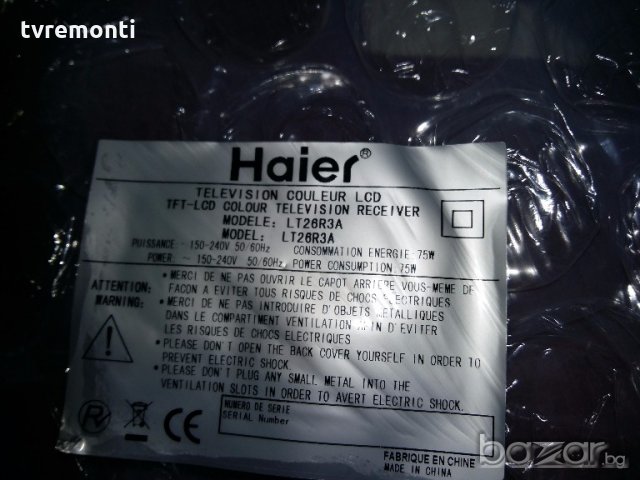 tvremonti
Haier®
TELEVISION COULEUR LCD
TFT-LCD COLOUR TELEVISION RECEIVER
MODELE: LT26R3A
MODEL: LT26R3A
PUISSANCE: ~ 150-240V 50/60Hz CONSOMMATION ENERGIE: 75W
POWER: ~ 150-240V 50/60Hz, POWER CONSUMPTION: 75W
ATTENTION: • MERCI DE NE PAS OUVRIR LE CAPOT ARRIERE VOUS-MEME DE
FACON A EVITER TOUS RISQUES DE CHOCS ELECTRIQUES
WARNING: • MERCI DE NE PAS INTRODUIRE D'OBJETS METALLIQUES
DANS LE COMPARTIMENT VENTILATION AFIN D'EVITER
LES RISQUES DE CHOCS ELECTRIQUES
• PLEASE DON'T OPEN THE BACK COVER YOURSELF IN ORDER TO
PREVENT ELECTRIC SHOCK.
• PLEASE DON'T PLUG ANY SMALL METAL INTO THE
VENTILATION SLOTS IN ORDER TO AVERT ELECTRIC SHOCK.
NUMERO DE SERIE
SERIAL Number
CE
FABRIQUE EN CHINE
MADE IN CHINA
bazar.bg